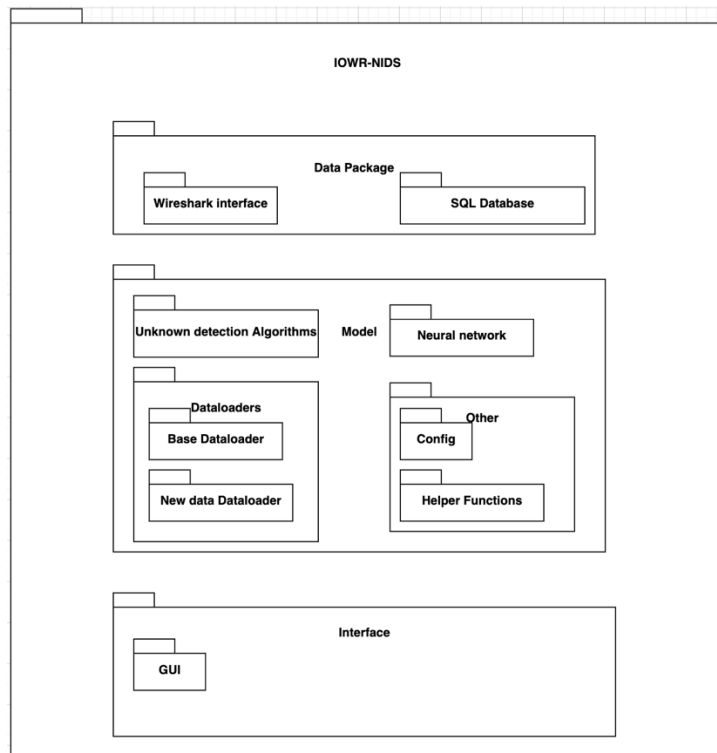 IOWR-NIDS
Data Package
Wireshark interface
SQL Database
Unknown detection Algorithms
Model
Neural network
Dataloaders
Base Dataloader
New data Dataloader
Other
Config
Helper Functions
Interface
GUI